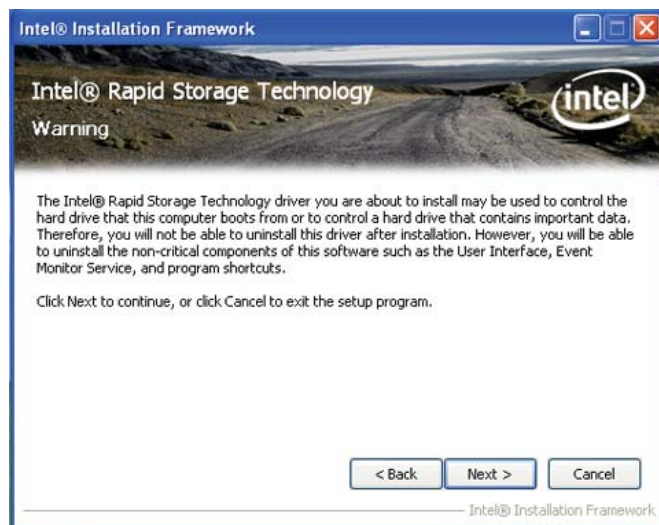 Intel® Installation Framework
Intel® Rapid Storage Technology
Warning
intel
The Intel® Rapid Storage Technology driver you are about to install may be used to control the
hard drive that this computer boots from or to control a hard drive that contains important data.
Therefore, you will not be able to uninstall this driver after installation. However, you will be able
to uninstall the non-critical components of this software such as the User Interface, Event
Monitor Service, and program shortcuts.
Click Next to continue, or click Cancel to exit the setup program.
< Back Next > Cancel
Intel® Installation Framework